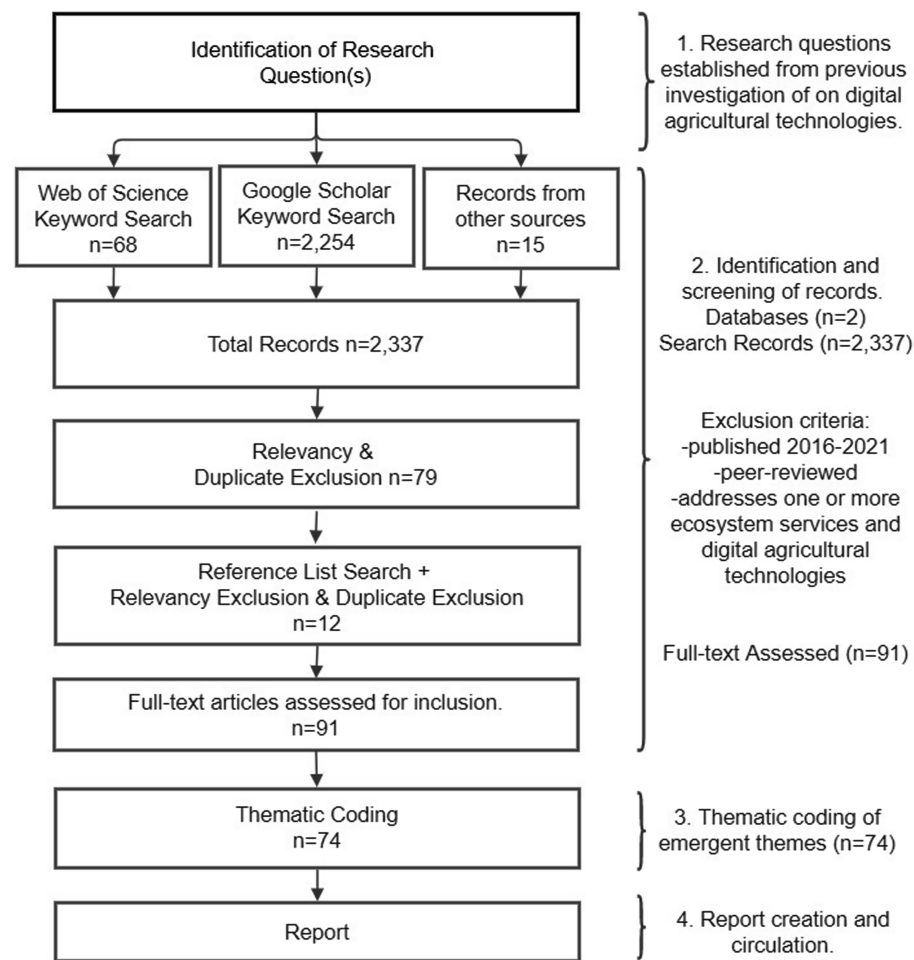 Identification of Research
Question(s)
1. Research questions
established from previous
investigation of on digital
agricultural technologies.
Web of Science
Keyword Search
n=68
Google Scholar
Keyword Search
n=2,254
Records from
other sources
n=15
Total Records n=2,337
Relevancy &
Duplicate Exclusion n=79
Reference List Search +
Relevancy Exclusion & Duplicate Exclusion
n=12
Full-text articles assessed for inclusion.
n=91
2. Identification and
screening of records.
Databases (n=2)
Search Records (n=2,337)
Exclusion criteria:
-published 2016-2021
-peer-reviewed
-addresses one or more
ecosystem services and
digital agricultural
technologies
Full-text Assessed (n=91)
Thematic Coding
n=74
3. Thematic coding of
emergent themes (n=74)
Report
4. Report creation and
circulation.